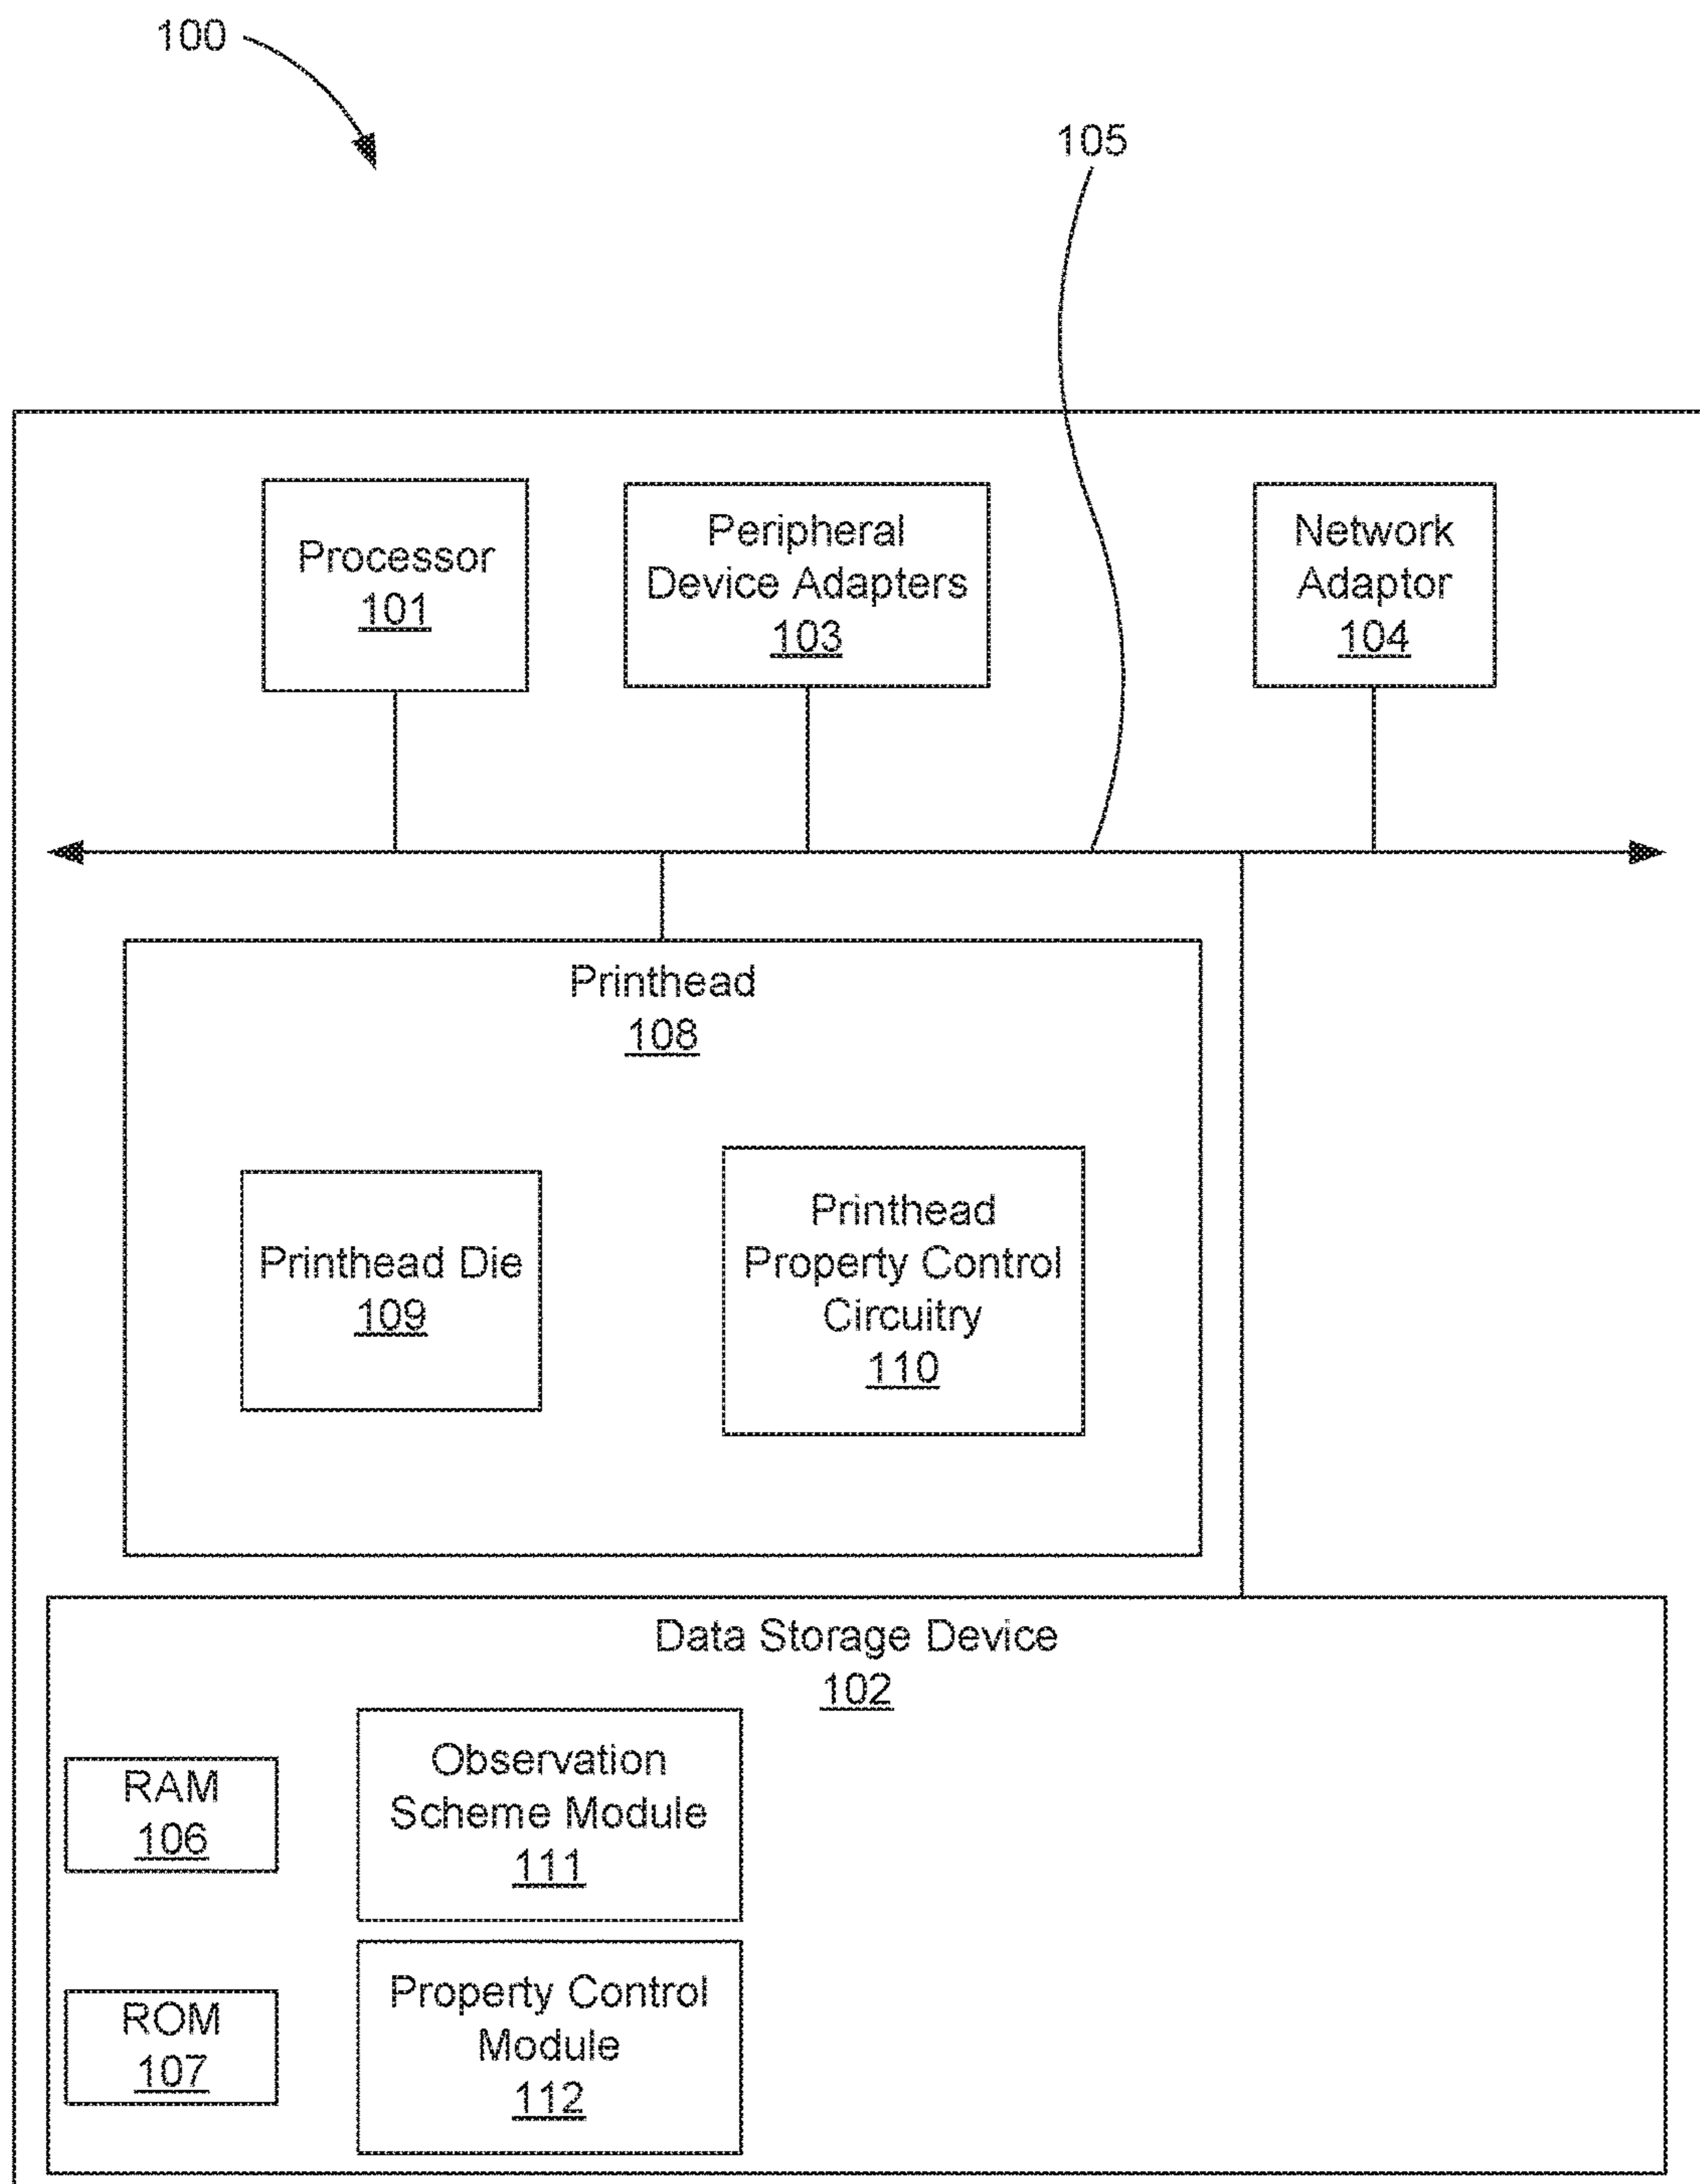 100
105
Processor
101
Peripheral
Device Adapters
103
Network
Adaptor
104
Printhead
108
Printhead Die
109
Printhead
Property Control
Circuitry
110
Data Storage Device
102
RAM
106
Observation
Scheme Module
111
ROM
107
Property Control
Module
112